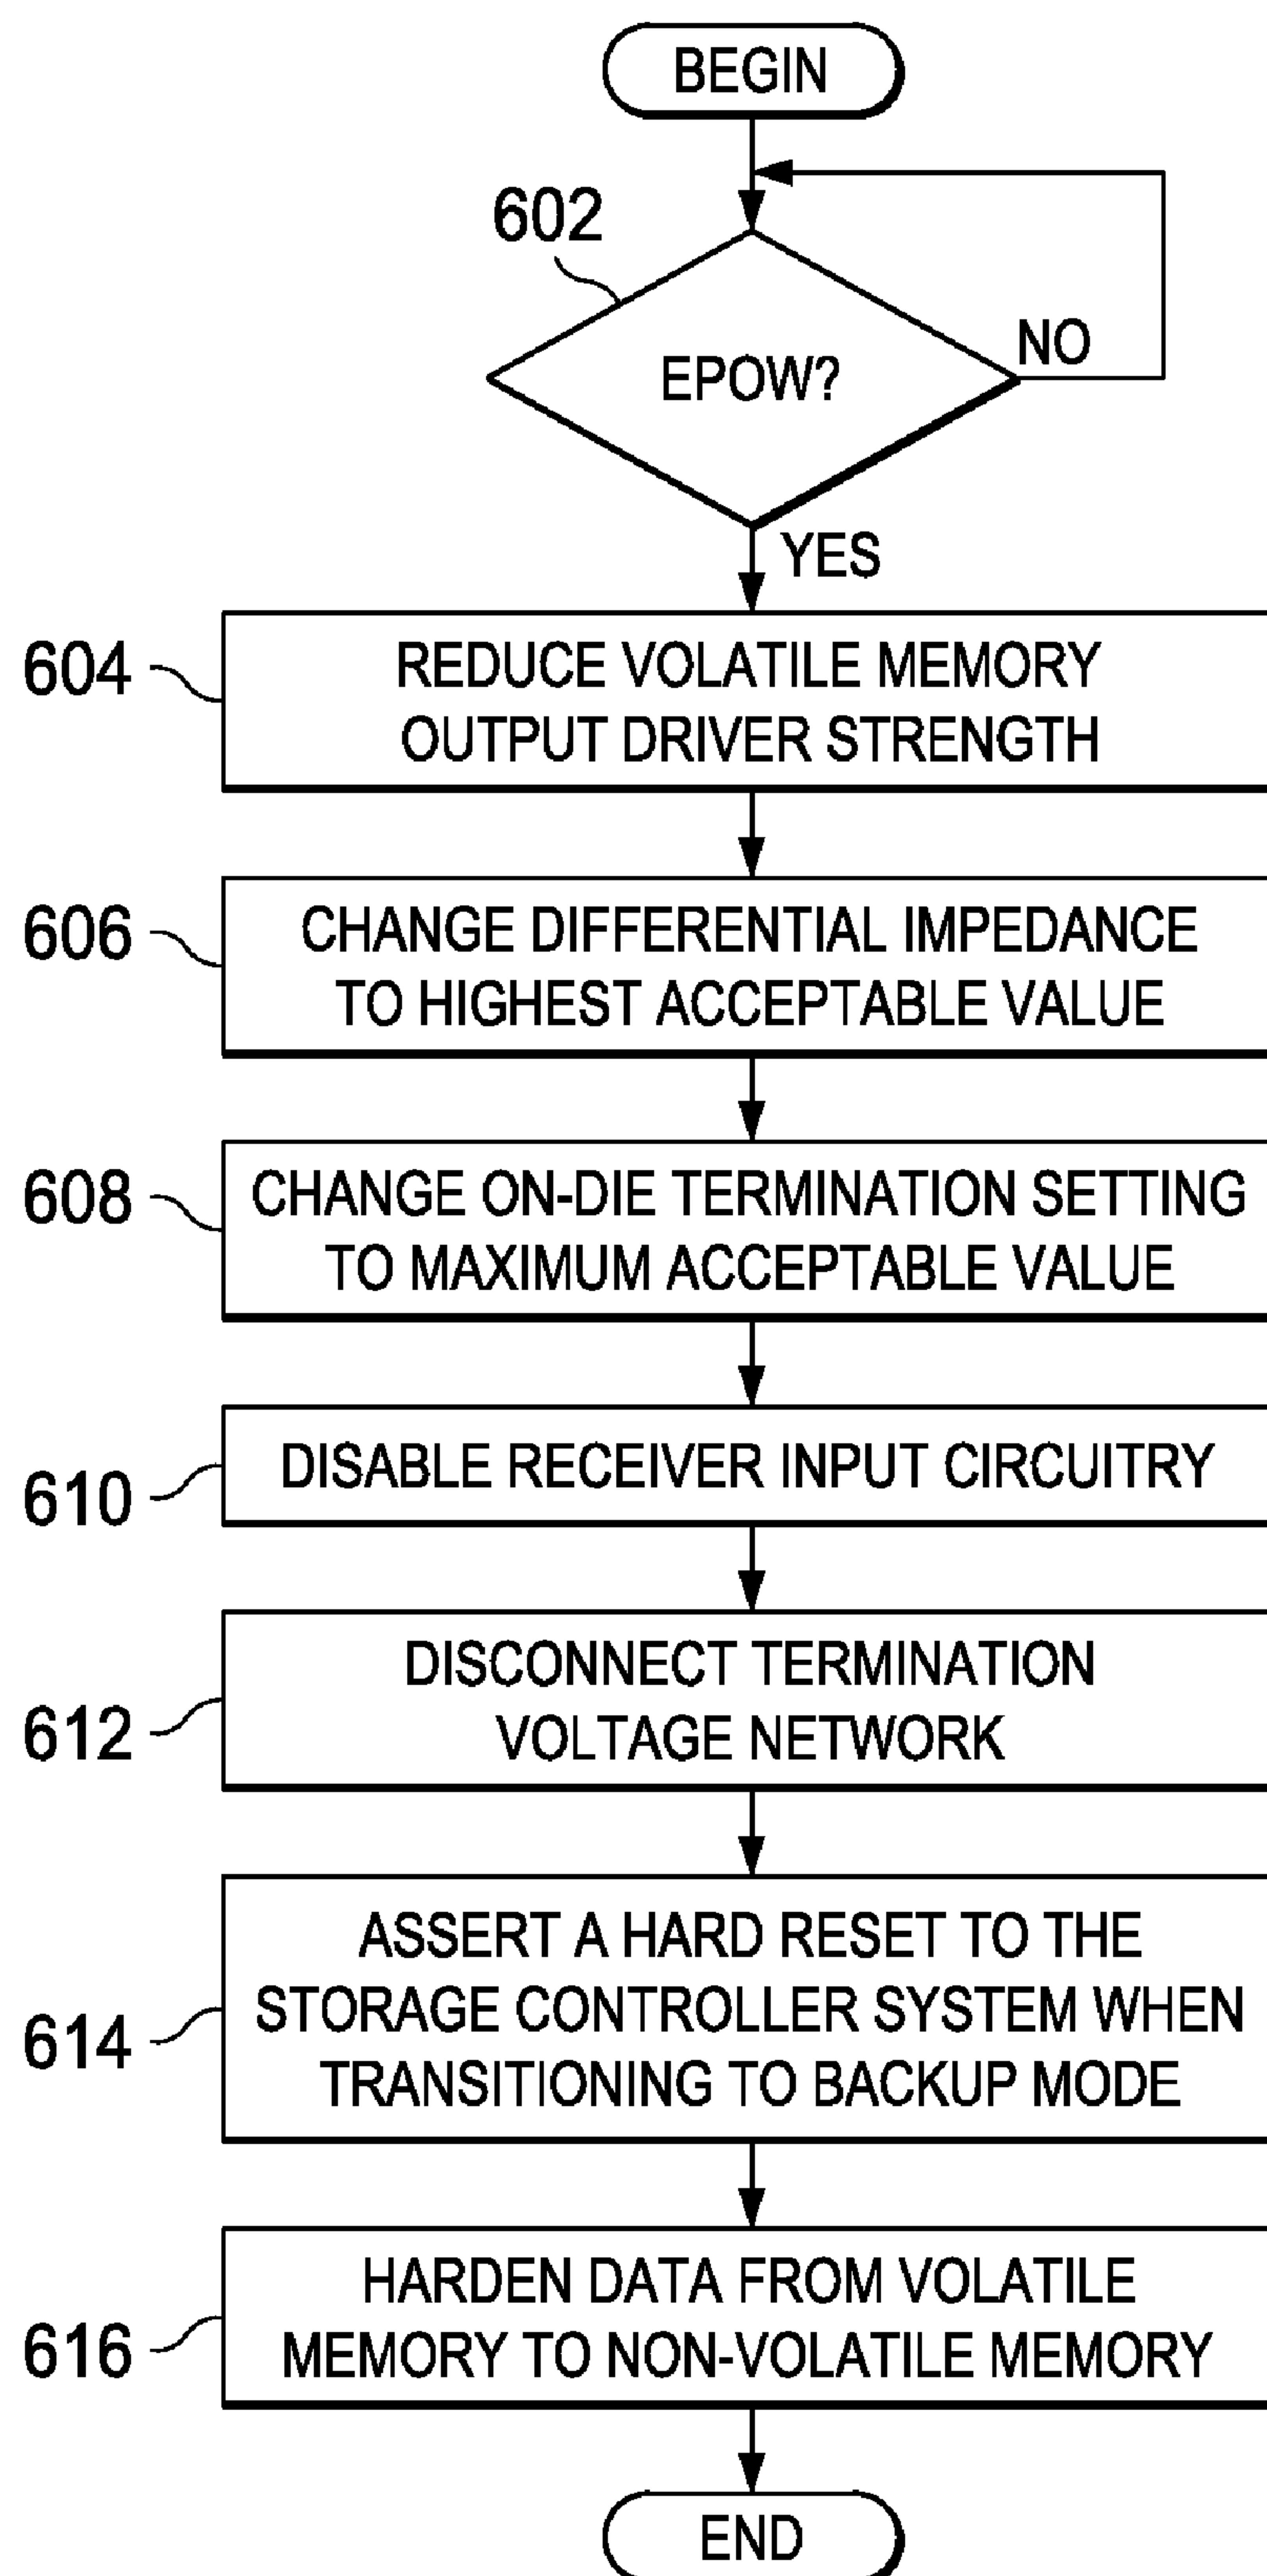 BEGIN
602
EPOW?
NO
YES
604
REDUCE VOLATILE MEMORY
OUTPUT DRIVER STRENGTH
606
CHANGE DIFFERENTIAL IMPEDANCE
TO HIGHEST ACCEPTABLE VALUE
608
CHANGE ON-DIE TERMINATION SETTING
TO MAXIMUM ACCEPTABLE VALUE
610
DISABLE RECEIVER INPUT CIRCUITRY
612
DISCONNECT TERMINATION
VOLTAGE NETWORK
614
ASSERT A HARD RESET TO THE
STORAGE CONTROLLER SYSTEM WHEN
TRANSITIONING TO BACKUP MODE
616
HARDEN DATA FROM VOLATILE
MEMORY TO NON-VOLATILE MEMORY
END